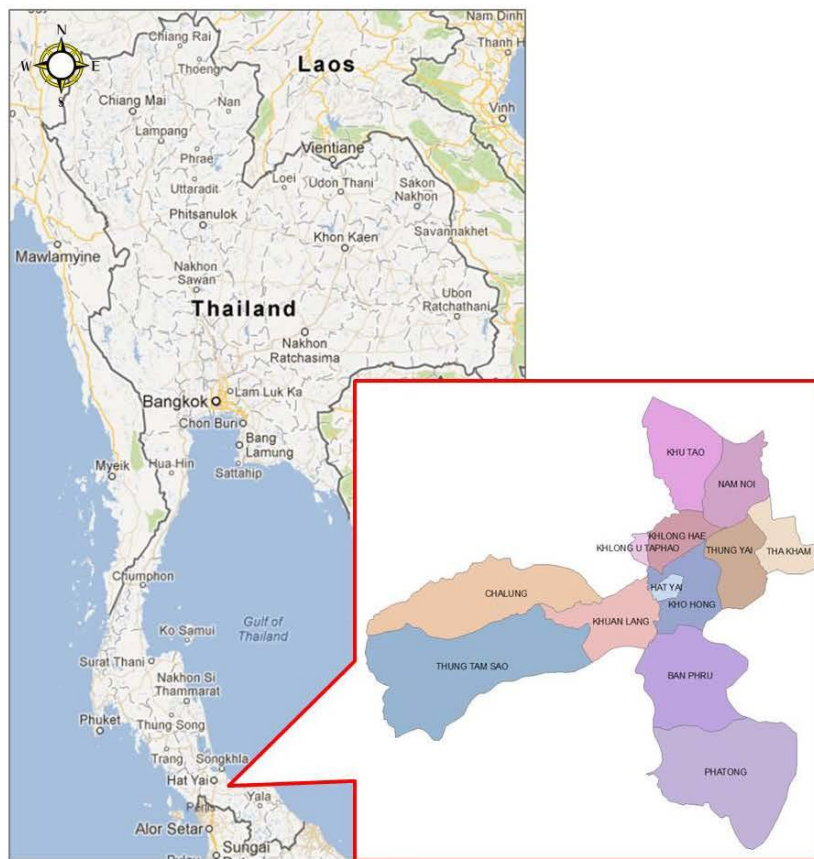 Nam Dinh
Chiang Rai
N
Thanh H
Thoeng
Laos
W
E
S
Chiang Mai
Nan
Vinh
Lampang
Phrae
Vientiane
Loei
Udon Thani
Sakon
Nakhon
Uttaradit
Phitsanulok
Savannakhet
Khon Kaen
Mawlamyine
Nakhon
Sawan
Thailand
Ubon
Ratchathani
Nakhon
Ratchasima
Lam Luk Ka
Bangkok
Chon Buri
Bang
Lamung
Hua Hin
Sattahip
Myeik
Chumphon
Gulf of
Thailand
Ko Samui
Surat Thani
Nakhon Si
Thammarat
Phuket
Thung Song
Trang
Songkhla
Hat Yai
Yala
Perlis
Alor Setar
Sungai
KHU TAO
NAM NOI
KHLONG HAE
KHLONG U TAPHAO
THUNG YAI
THA KHAM
HAT YAI
CHALUNG
KHO HONG
KHUAN LANG
THUNG TAM SAO
BAN PHRU
PHATONG